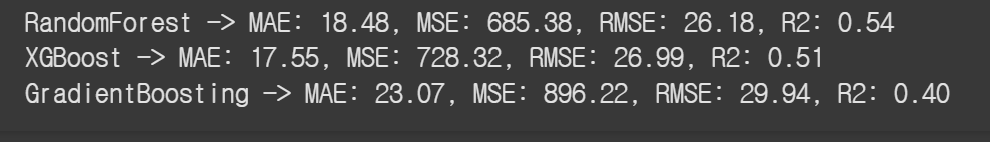 RandomForest -> MAE: 18.48, MSE: 685.38, RMSE: 26.18, R2: 0.54
XGBoost -> MAE: 17.55, MSE: 728.32, RMSE: 26.99, R2: 0.51
GradientBoosting -> MAE: 23.07, MSE: 896.22, RMSE: 29.94, R2: 0.40